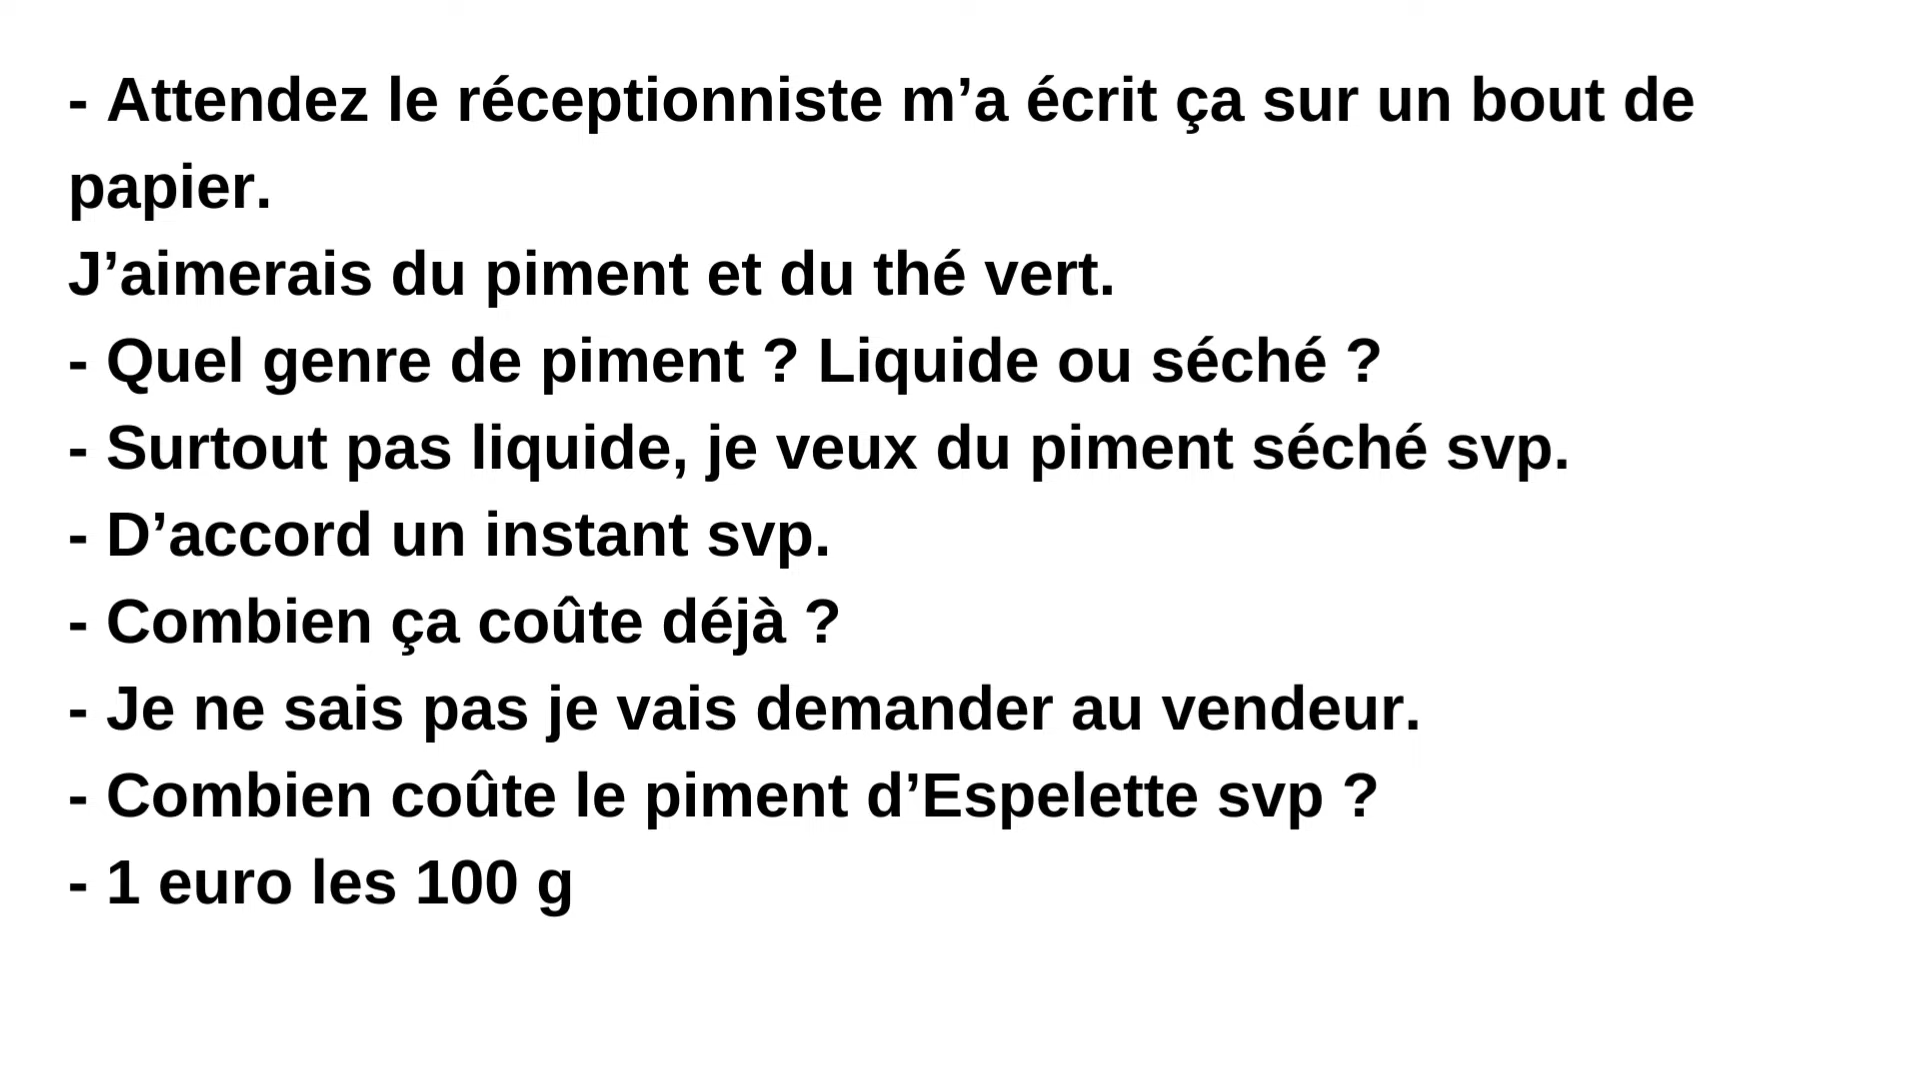 - Attendez le réceptionniste m’a écrit ça sur un bout de
papier.
J’aimerais du piment et du thé vert.
- Quel genre de piment ? Liquide ou séché ?
- Surtout pas liquide, je veux du piment séché svp.
- D’accord un instant svp.
- Combien ça coûte déjà ?
- Je ne sais pas je vais demander au vendeur.
- Combien coûte le piment d’Espelette svp ?
- 1 euro les 100 g